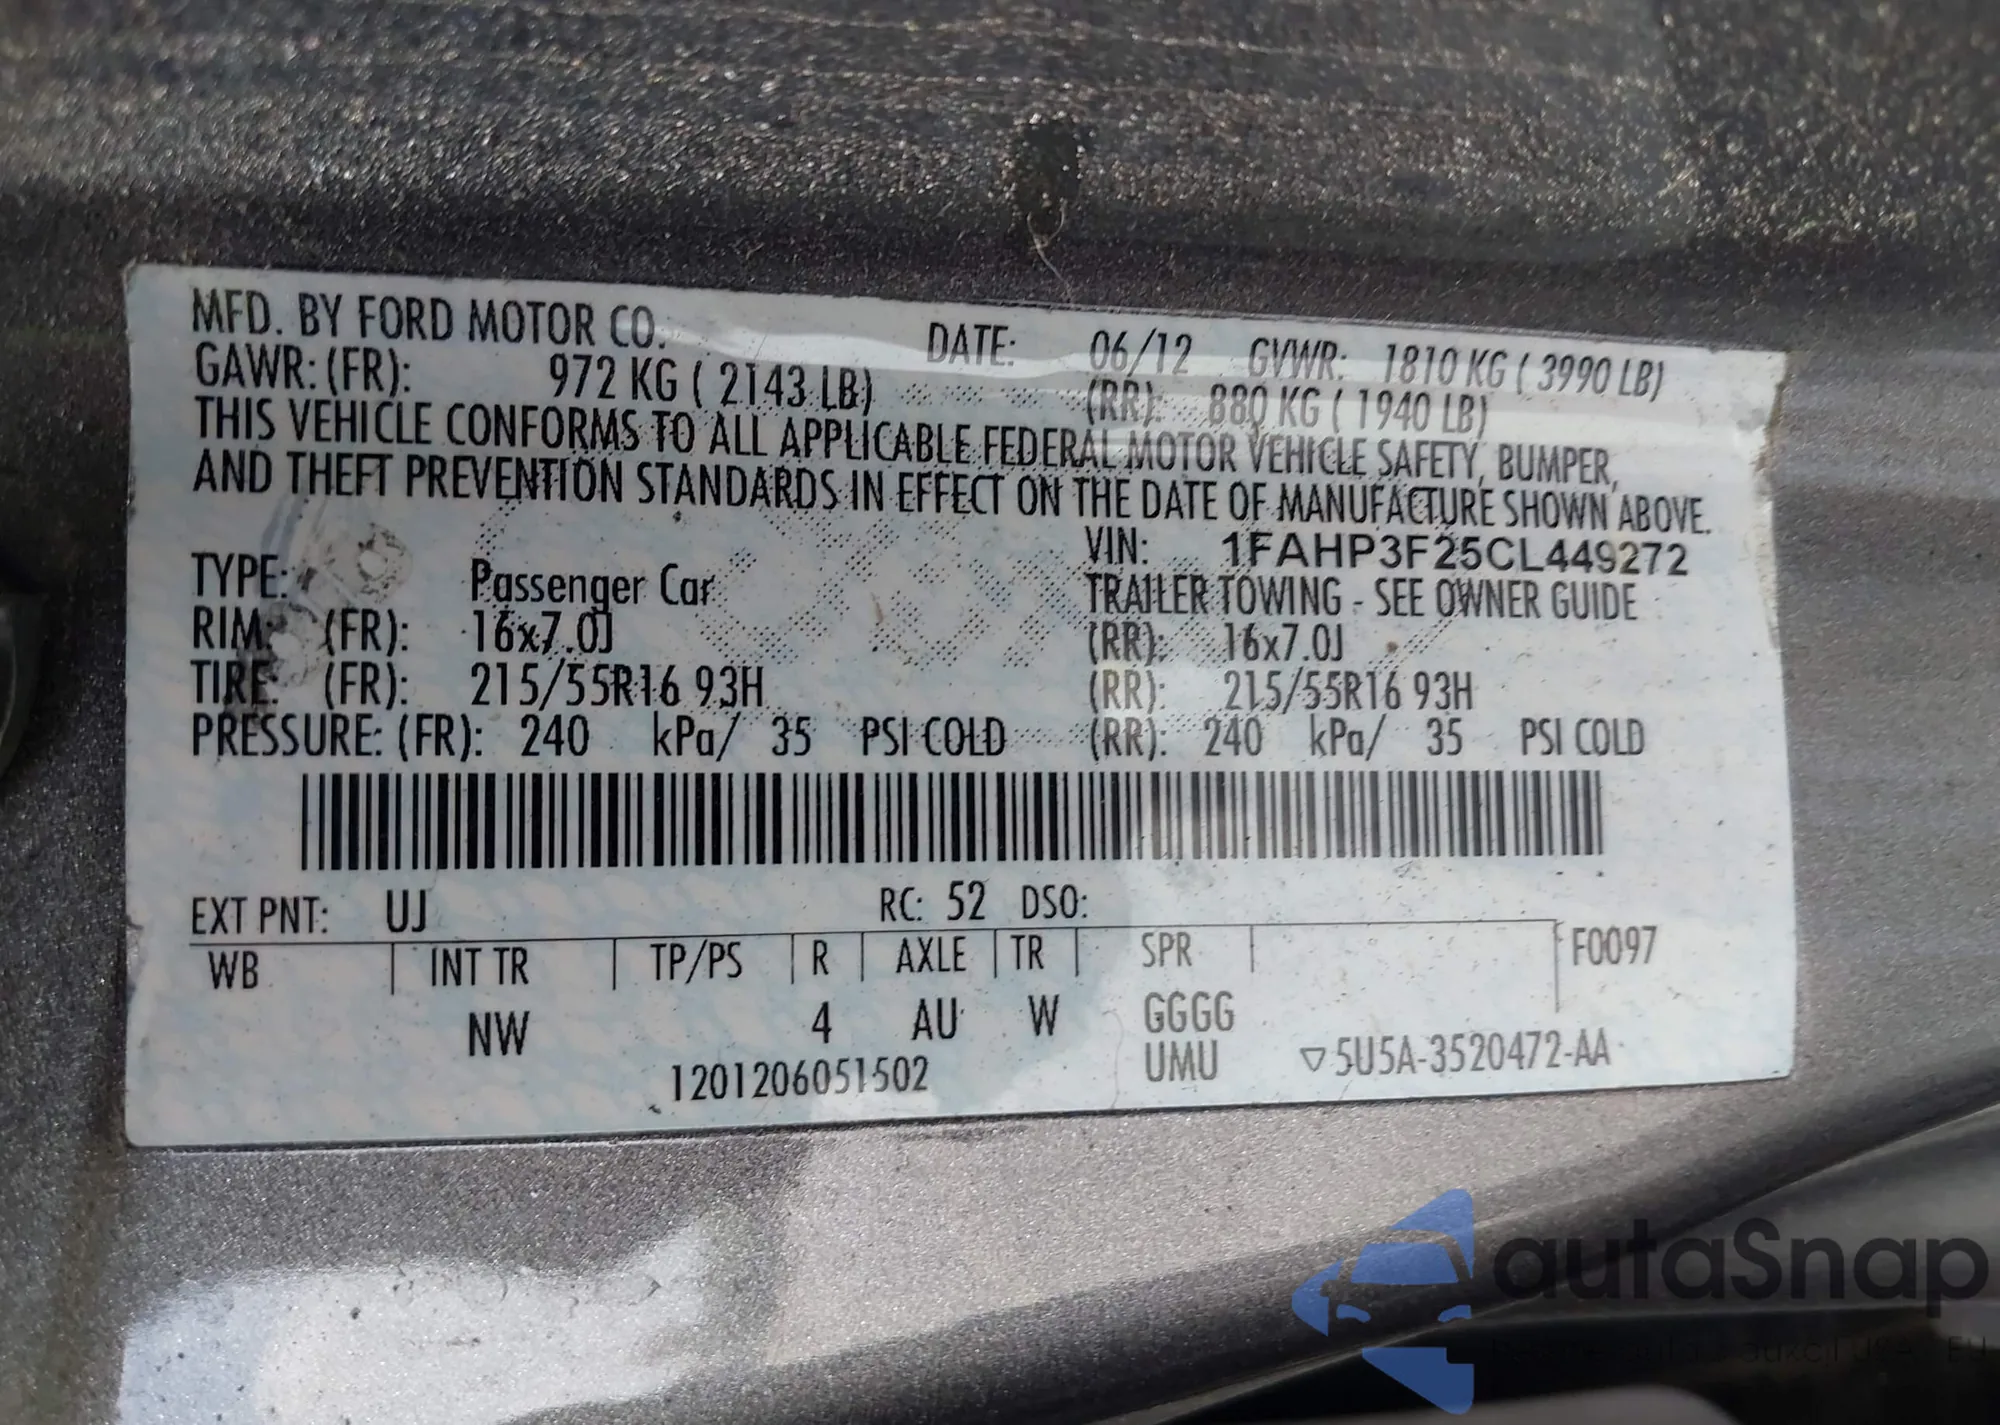 MFD. BY FORD MOTOR CO. DATE: 06/12 GVWR: 1810 KG ( 3990 LB)
GAWR: (FR): 972 KG ( 2143 LB) (RR): 880 KG ( 1940 LB)
THIS VEHICLE CONFORMS TO ALL APPLICABLE FEDERAL MOTOR VEHICLE SAFETY, BUMPER,
AND THEFT PREVENTION STANDARDS IN EFFECT ON THE DATE OF MANUFACTURE SHOWN ABOVE.
VIN: 1FAHP3F25CL449272
TYPE: Passenger Car TRAILER TOWING - SEE OWNER GUIDE
RIM: (FR): 16x7.0J (RR): 16x7.0J
TIRE: (FR): 215/55R16 93H (RR): 215/55R16 93H
PRESSURE: (FR): 240 kPa/ 35 PSI COLD (RR): 240 kPa/ 35 PSI COLD
EXT PNT: UJ RC: 52 DSO:
WB INT TR TP/PS R AXLE TR SPR F0097
NW 4 AU W GGGG
1201206051502 UMU ▽5U5A-3520472-AA
autaSnap